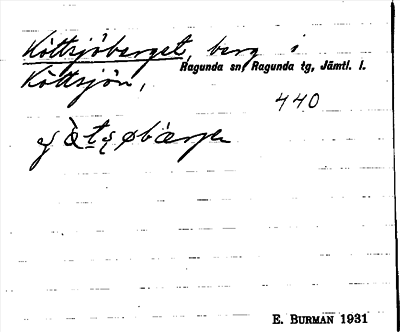 Köttsjöberget, berg i
Ragunda sn, Ragunda tg, Jämtl. l.
Köttsjön,
440
E. BURMAN 1931